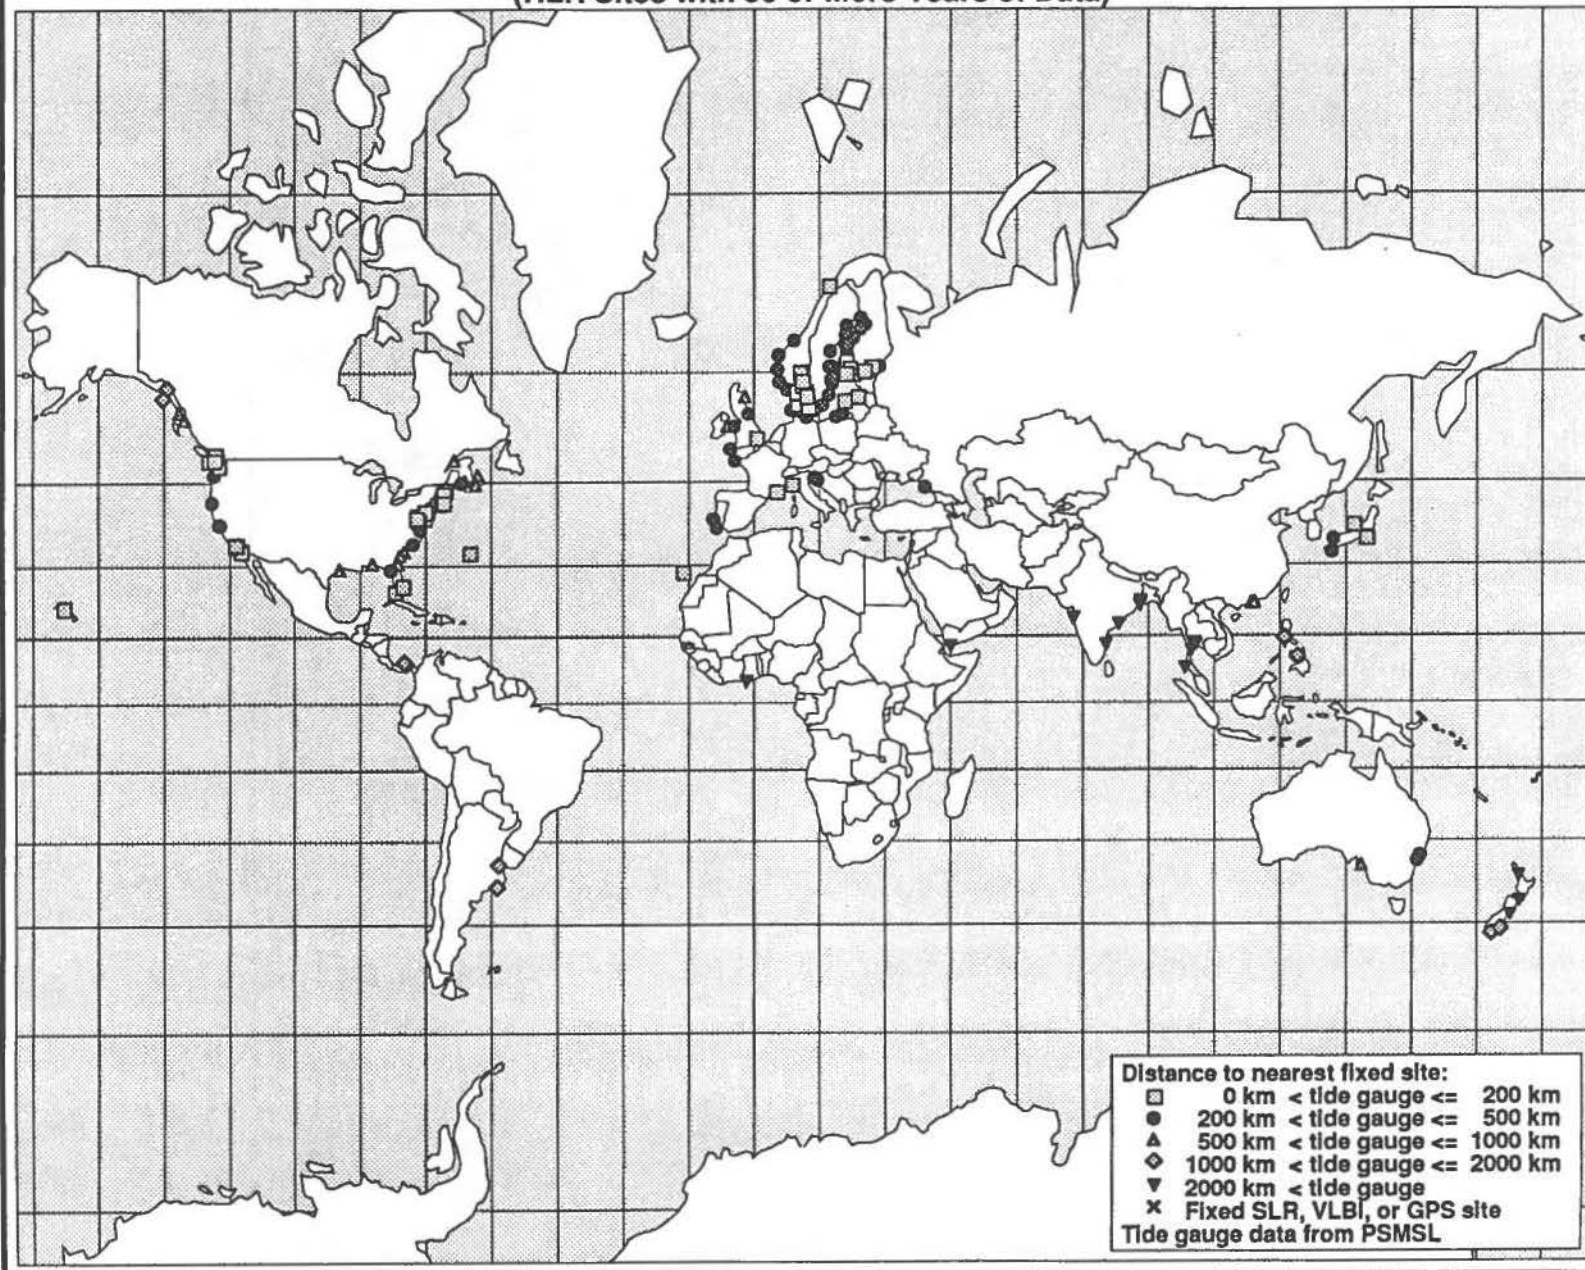 Distance to nearest fixed site:
0 km < tide gauge <= 200 km
200 km < tide gauge <= 500 km
500 km < tide gauge <= 1000 km
1000 km < tide gauge <= 2000 km
2000 km < tide gauge
Fixed SLR, VLBI, or GPS site
Tide gauge data from PSMSL